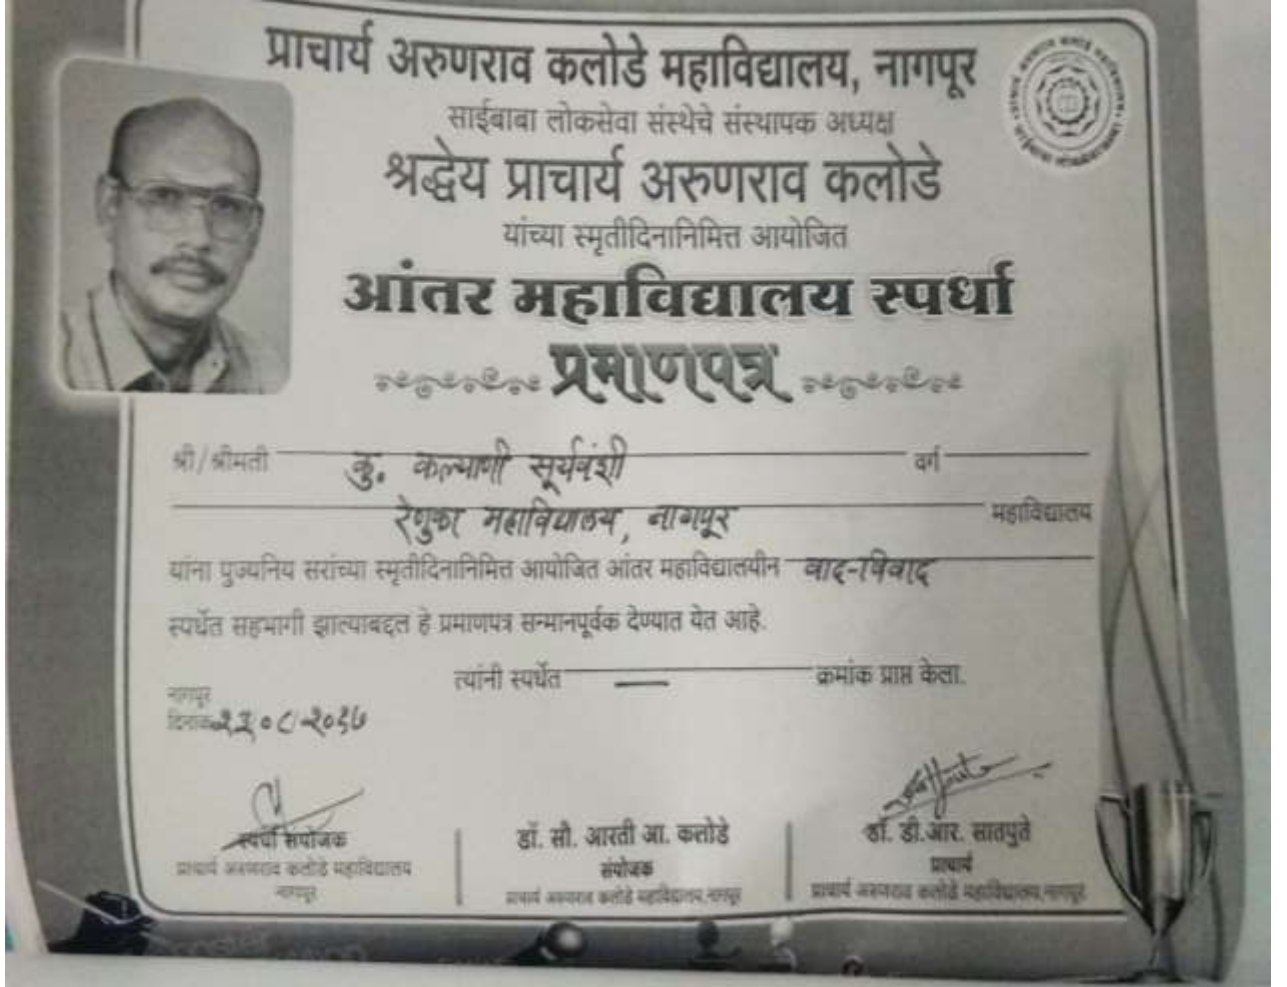 प्राचार्य अरुणराव कलोडे महाविद्यालय, नागपूर
साईबाबा लोकसेवा संस्थेचे संस्थापक अध्यक्ष
श्रद्धेय प्राचार्य अरुणराव कलोडे
यांच्या स्मृतीदिनानिमित्त आयोजित
आंतर महाविद्यालय स्पर्धा
प्रमाणपत्र
श्री/श्रीमती कु. कल्याणी सूर्यवंशी वर्ग
रेणुका महाविद्यालय, नागपूर महाविद्यालय
यांना पुज्यनिय सरांच्या स्मृतीदिनानिमित्त आयोजित आंतर महाविद्यालयीन वाद-विवाद
स्पर्धेत सहभागी झाल्याबद्दल हे प्रमाणपत्र सन्मानपूर्वक देण्यात येत आहे.
त्यांनी स्पर्धेत — क्रमांक प्राप्त केला.
नागपूर
दिनांक
स्पर्धा संयोजक
प्राचार्य अरुणराव कलोडे महाविद्यालय
नागपूर
डॉ. सौ. आरती आ. कलोडे
संयोजक
प्राचार्य अरुणराव कलोडे महाविद्यालय, नागपूर
डॉ. डी.आर. सातपुते
प्राचार्य
प्राचार्य अरुणराव कलोडे महाविद्यालय, नागपूर